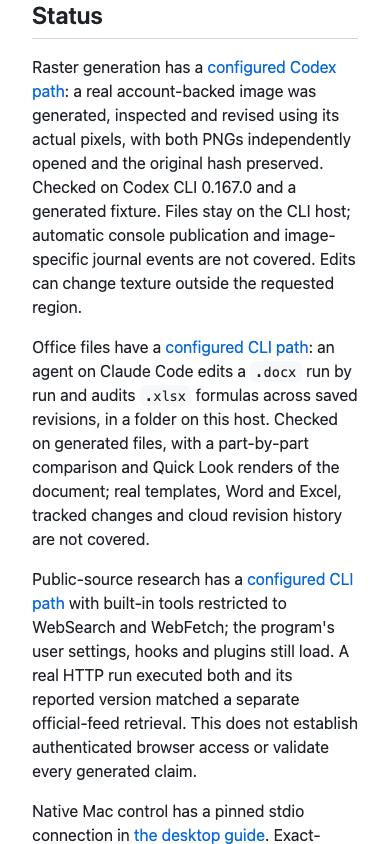 Status
Raster generation has a configured Codex
path: a real account-backed image was
generated, inspected and revised using its
actual pixels, with both PNGs independently
opened and the original hash preserved.
Checked on Codex CLI 0.167.0 and a
generated fixture. Files stay on the CLI host;
automatic console publication and image-
specific journal events are not covered. Edits
can change texture outside the requested
region.
Office files have a configured CLI path: an
agent on Claude Code edits a .docx run by
run and audits .xlsx formulas across saved
revisions, in a folder on this host. Checked
on generated files, with a part-by-part
comparison and Quick Look renders of the
document; real templates, Word and Excel,
tracked changes and cloud revision history
are not covered.
Public-source research has a configured CLI
path with built-in tools restricted to
WebSearch and WebFetch; the program's
user settings, hooks and plugins still load. A
real HTTP run executed both and its
reported version matched a separate
official-feed retrieval. This does not establish
authenticated browser access or validate
every generated claim.
Native Mac control has a pinned stdio
connection in the desktop guide. Exact-